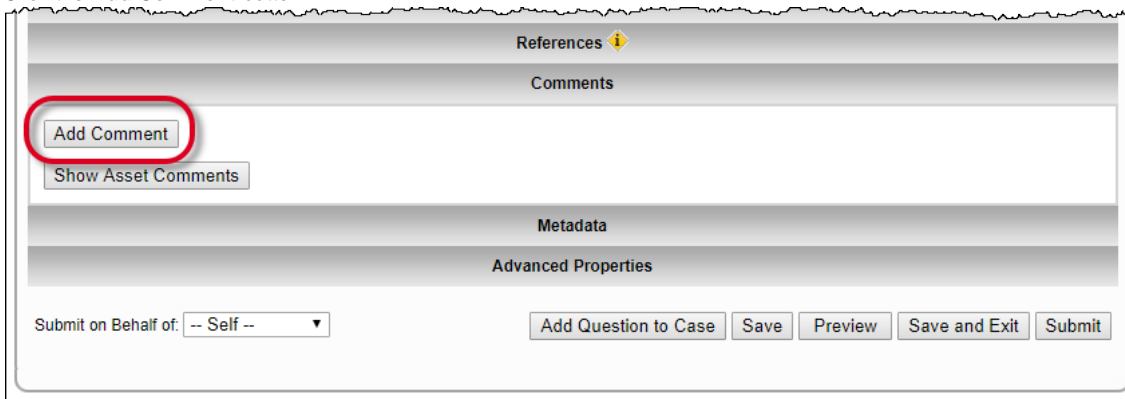 References
Comments
Add Comment
Show Asset Comments
Metadata
Advanced Properties
Submit on Behalf of: -- Self -- Add Question to Case Save Preview Save and Exit Submit